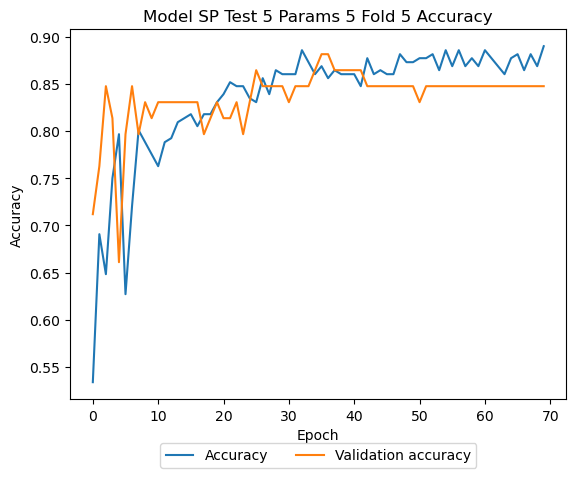 Model SP Test 5 Params 5 Fold 5 Accuracy
Accuracy
0.90
0.85
0.80
0.75
0.70
0.65
0.60
0.55
0 10 20 30 40 50 60 70
Epoch
Accuracy Validation accuracy